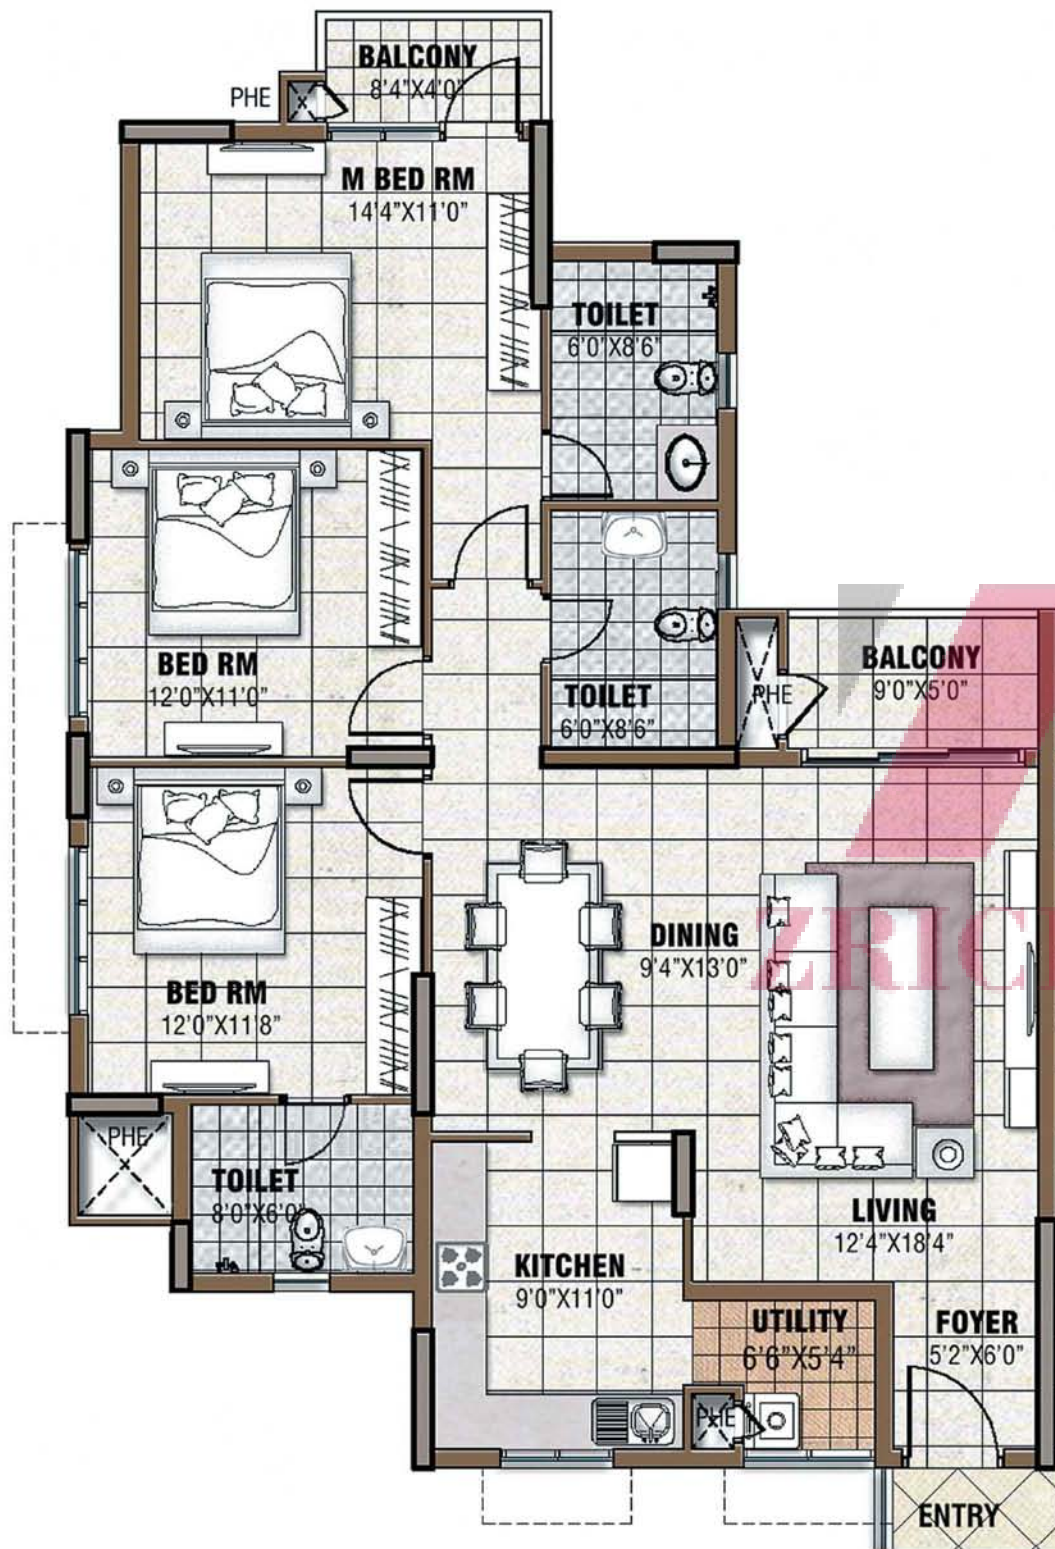 BALCONY
8'4"X4'0"
PHE
M BED RM
14'4"X11'0"
TOILET
6'0"X8'6"
BED RM
12'0"X11'0"
TOILET
6'0"X8'6"
PHE
BALCONY
9'0"X5'0"
DINING
9'4"X13'0"
ZRIC
BED RM
12'0"X11'8"
PHE
TOILET
8'0"X6'0"
LIVING
12'4"X18'4"
KITCHEN
9'0"X11'0"
UTILITY
6'6"X5'4"
FOYER
5'2"X6'0"
PHE
ENTRY